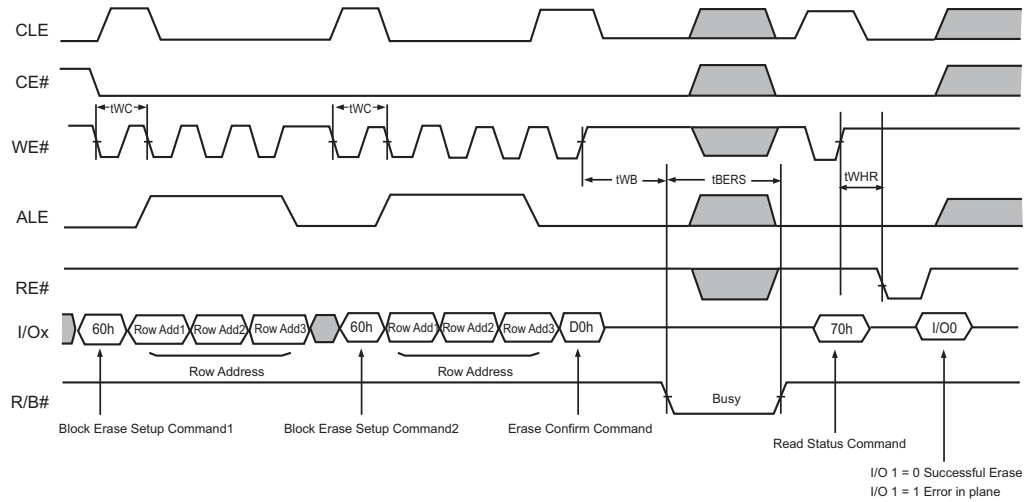 CLE
CE#
tWC
tWC
WE#
tWB
tBERS
tWHR
ALE
RE#
I/Ox
60h
Row Add1
Row Add2
Row Add3
60h
Row Add1
Row Add2
Row Add3
D0h
70h
I/O0
Row Address
Row Address
R/B#
Busy
Block Erase Setup Command1
Block Erase Setup Command2
Erase Confirm Command
Read Status Command
I/O 1 = 0 Successful Erase
I/O 1 = 1 Error in plane